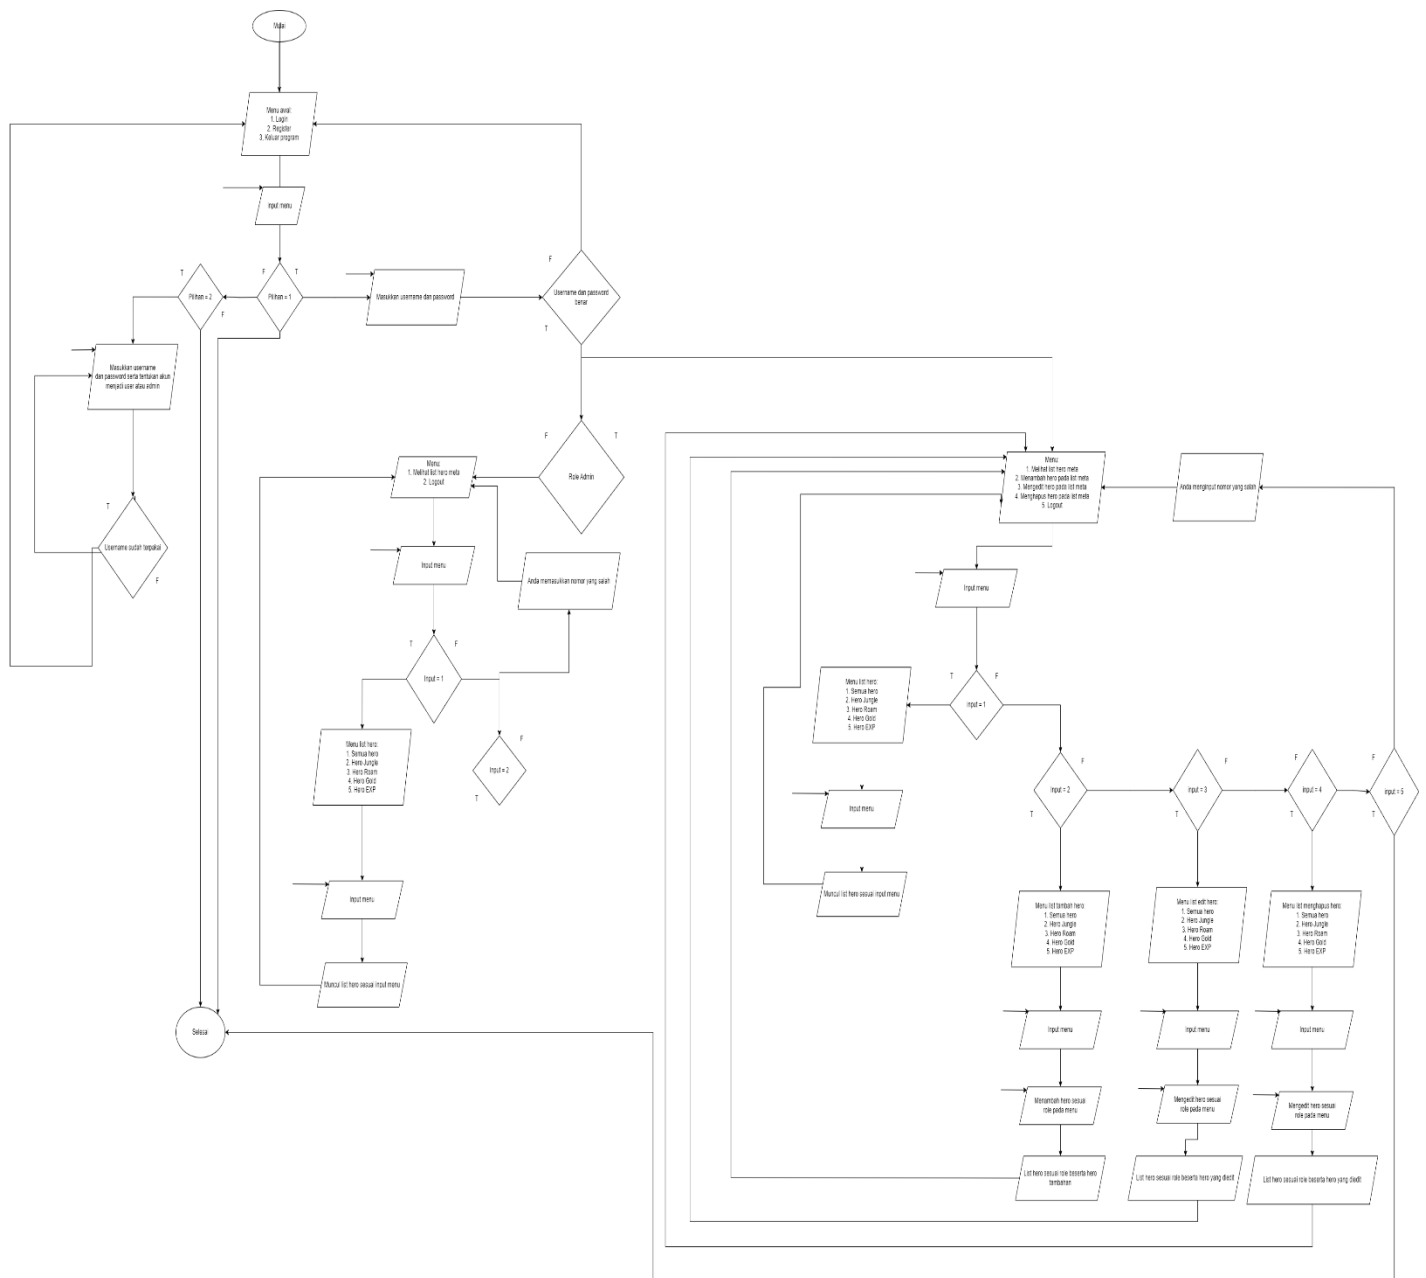 Mulai
Menu awal:
1. Login
2. Register
3. Keluar program
Input menu
T
Pilihan = 2
F
F
T
Pilihan = 1
Masukkan username dan password
F
Username dan password
benar
T
Masukkan username
dan password serta tentukan akun
menjadi user atau admin
T
Username sudah terpakai
F
F
T
Role Admin
Menu:
1. Melihat list hero meta
2. Logout
Input menu
Anda memasukkan nomor yang salah
T
F
Input = 1
F
Input = 2
T
Menu list hero:
1. Semua hero
2. Hero Jungle
3. Hero Roam
4. Hero Gold
5. Hero EXP
Input menu
Muncul list hero sesuai input menu
Selesai
Menu:
1. Melihat list hero meta
2. Menambah hero pada list meta
3. Mengedit hero pada list meta
4. Menghapus hero pada list meta
5. Logout
Anda menginput nomor yang salah
Input menu
T
F
input = 1
Menu list hero:
1. Semua hero
2. Hero Jungle
3. Hero Roam
4. Hero Gold
5. Hero EXP
Input menu
Muncul list hero sesuai input menu
F
Input = 2
T
F
input = 3
T
F
input = 4
T
F
input = 5
T
Menu list tambah hero:
1. Semua hero
2. Hero Jungle
3. Hero Roam
4. Hero Gold
5. Hero EXP
Input menu
Menambah hero sesuai
role pada menu
List hero sesuai role beserta hero
tambahan
Menu list edit hero:
1. Semua hero
2. Hero Jungle
3. Hero Roam
4. Hero Gold
5. Hero EXP
Input menu
Mengedit hero sesuai
role pada menu
List hero sesuai role beserta hero yang diedit
Menu list menghapus hero:
1. Semua hero
2. Hero Jungle
3. Hero Roam
4. Hero Gold
5. Hero EXP
Input menu
Mengedit hero sesuai
role pada menu
List hero sesuai role beserta hero yang diedit